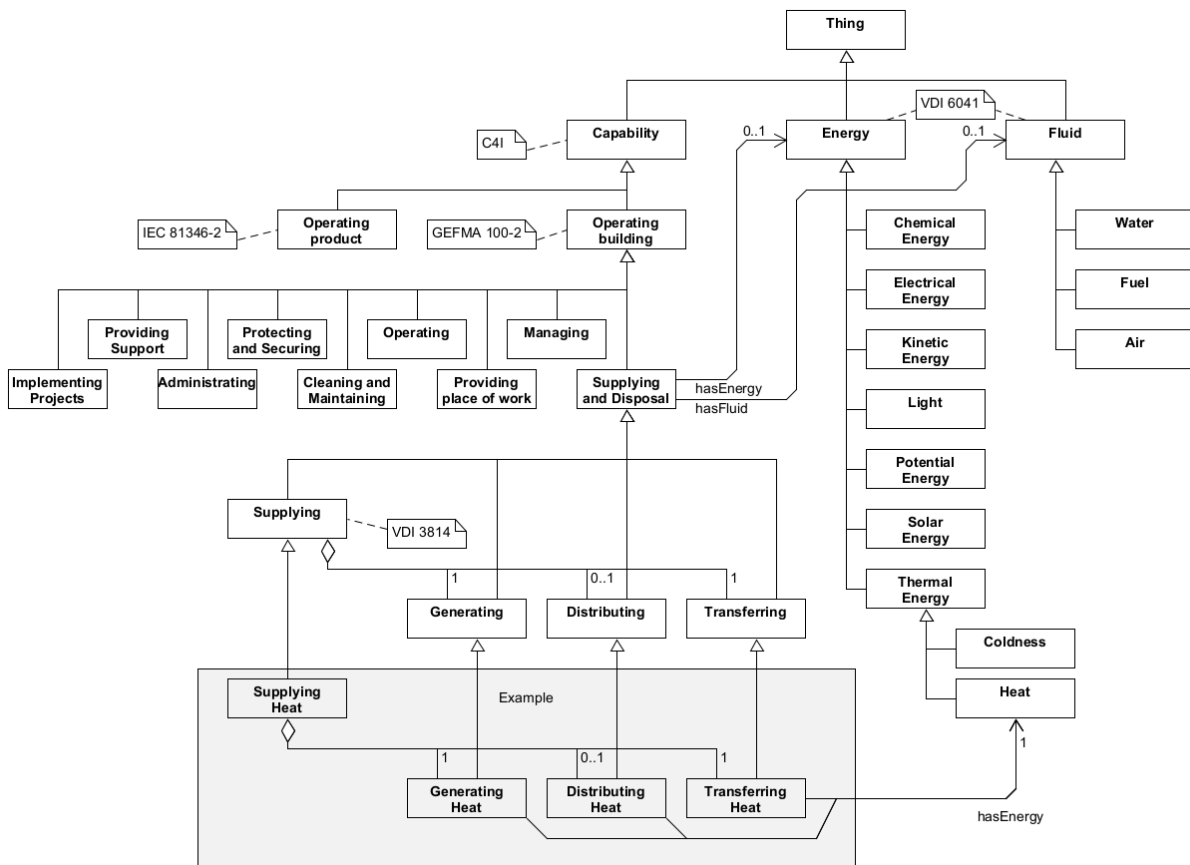 Thing
VDI 6041
C4I
Capability
0..1
Energy
0..1
Fluid
IEC 81346-2
Operating
product
GEFMA 100-2
Operating
building
Chemical
Energy
Water
Electrical
Energy
Fuel
Providing
Support
Protecting
and Securing
Operating
Managing
Kinetic
Energy
Air
Implementing
Projects
Administrating
Cleaning and
Maintaining
Providing
place of work
Supplying
and Disposal
hasEnergy
hasFluid
Light
Potential
Energy
Supplying
VDI 3814
Solar
Energy
1
0..1
1
Thermal
Energy
Generating
Distributing
Transferring
Coldness
Supplying
Heat
Example
Heat
1
0..1
1
1
Generating
Heat
Distributing
Heat
Transferring
Heat
hasEnergy